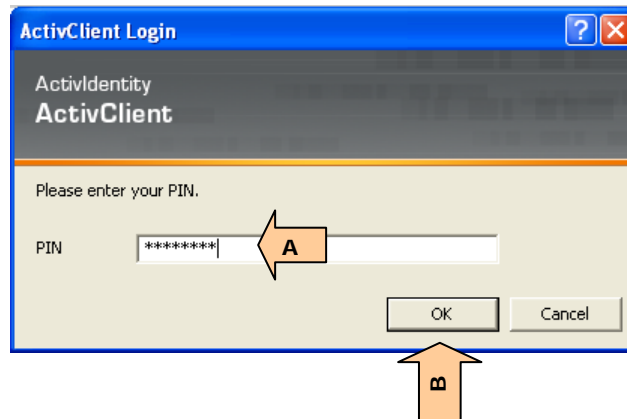 ActivClient Login
ActivIdentity
ActivClient
Please enter your PIN.
PIN ******** A
OK Cancel
B